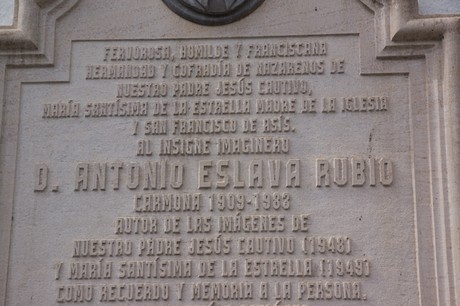 FERVOROSA, HUMILDE Y FRANCISCANA
HERMANDAD Y COFRADÍA DE NAZARENOS DE
NUESTRO PADRE JESÚS CAUTIVO,
MARÍA SANTÍSIMA DE LA ESTRELLA MADRE DE LA IGLESIA
Y SAN FRANCISCO DE ASÍS.
AL INSIGNE IMAGINERO
D. ANTONIO ESLAVA RUBIO
CARMONA 1909-1983
AUTOR DE LAS IMÁGENES DE
NUESTRO PADRE JESÚS CAUTIVO (1948)
Y MARÍA SANTÍSIMA DE LA ESTRELLA (1949)
COMO RECUERDO Y MEMORIA A LA PERSONA.